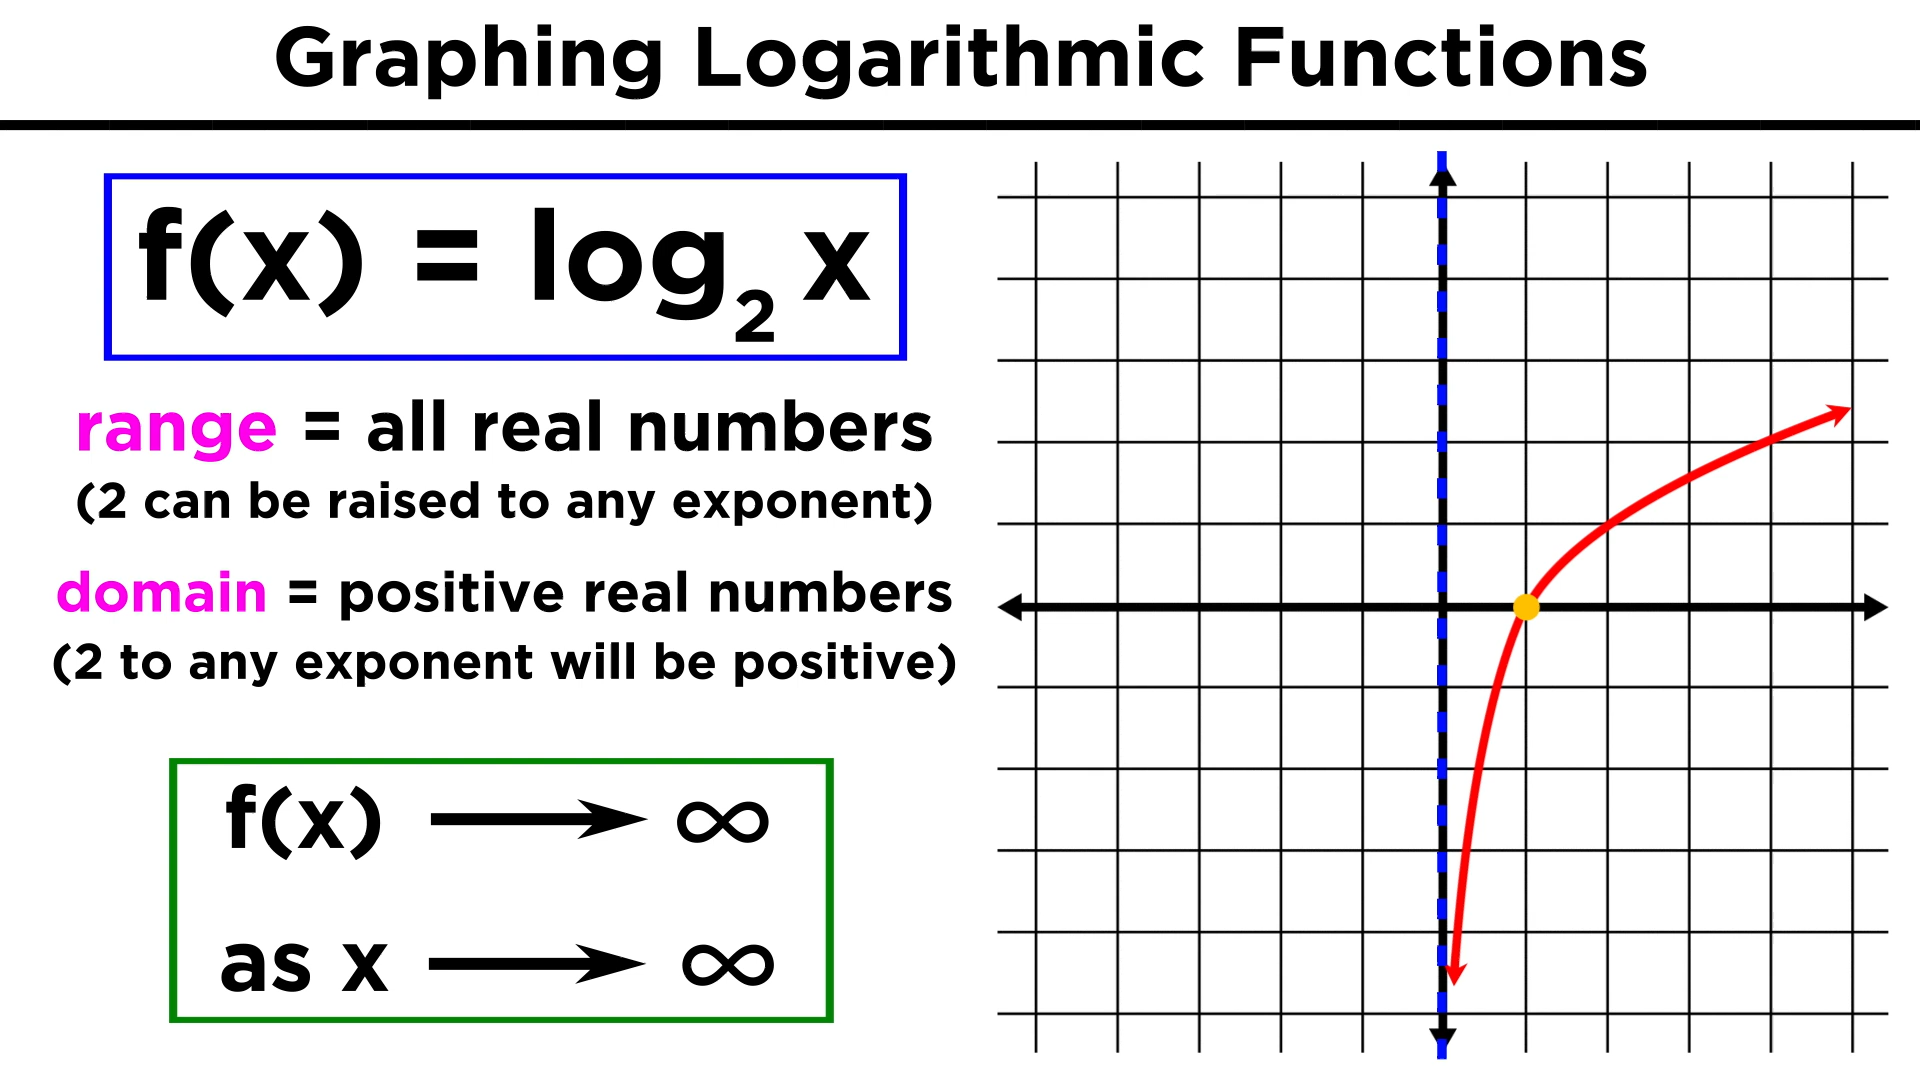 Graphing Logarithmic Functions
f(x) = log₂ x
range = all real numbers
(2 can be raised to any exponent)
domain = positive real numbers
(2 to any exponent will be positive)
f(x) ⟶ ∞
as x ⟶ ∞